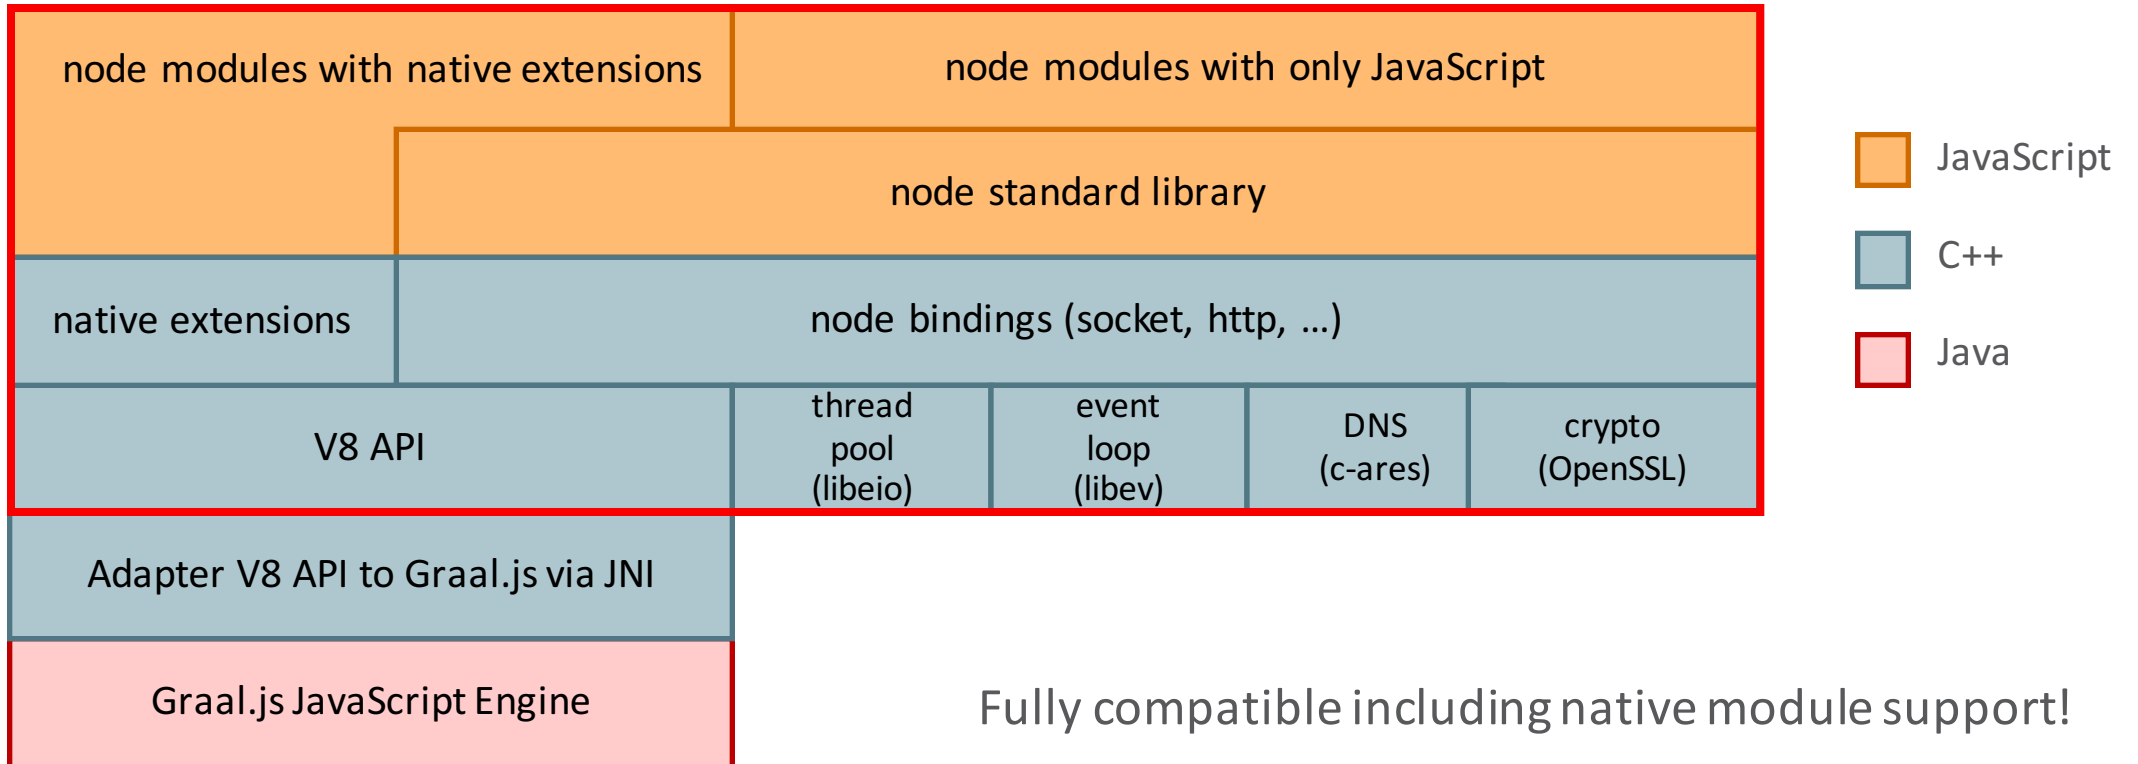 node modules with native extensions
node modules with only JavaScript
node standard library
native extensions
node bindings (socket, http, ...)
V8 API
thread
pool
(libeio)
event
loop
(libev)
DNS
(c-ares)
crypto
(OpenSSL)
Adapter V8 API to Graal.js via JNI
Graal.js JavaScript Engine
JavaScript
C++
Java
Fully compatible including native module support!